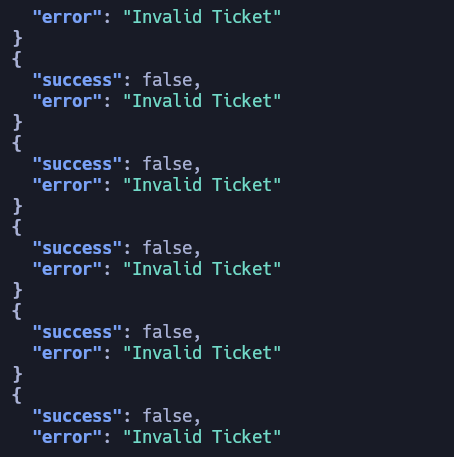 "error": "Invalid Ticket"
}
{
"success": false,
"error": "Invalid Ticket"
}
{
"success": false,
"error": "Invalid Ticket"
}
{
"success": false,
"error": "Invalid Ticket"
}
{
"success": false,
"error": "Invalid Ticket"
}
{
"success": false,
"error": "Invalid Ticket"